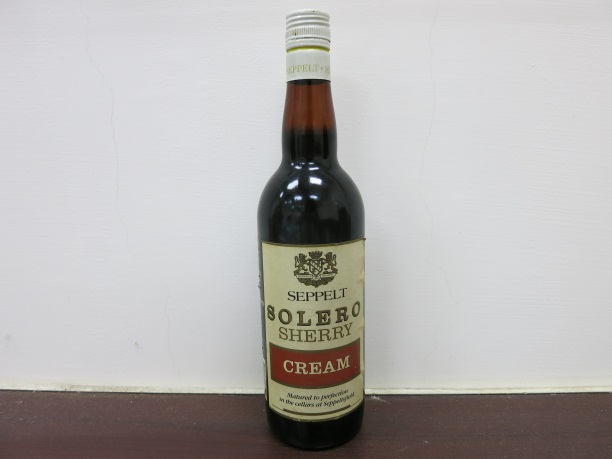 SEPPELT
SEPPELT
SOLERO
SHERRY
CREAM
Matured to perfection
in the cellars at Seppeltsfield